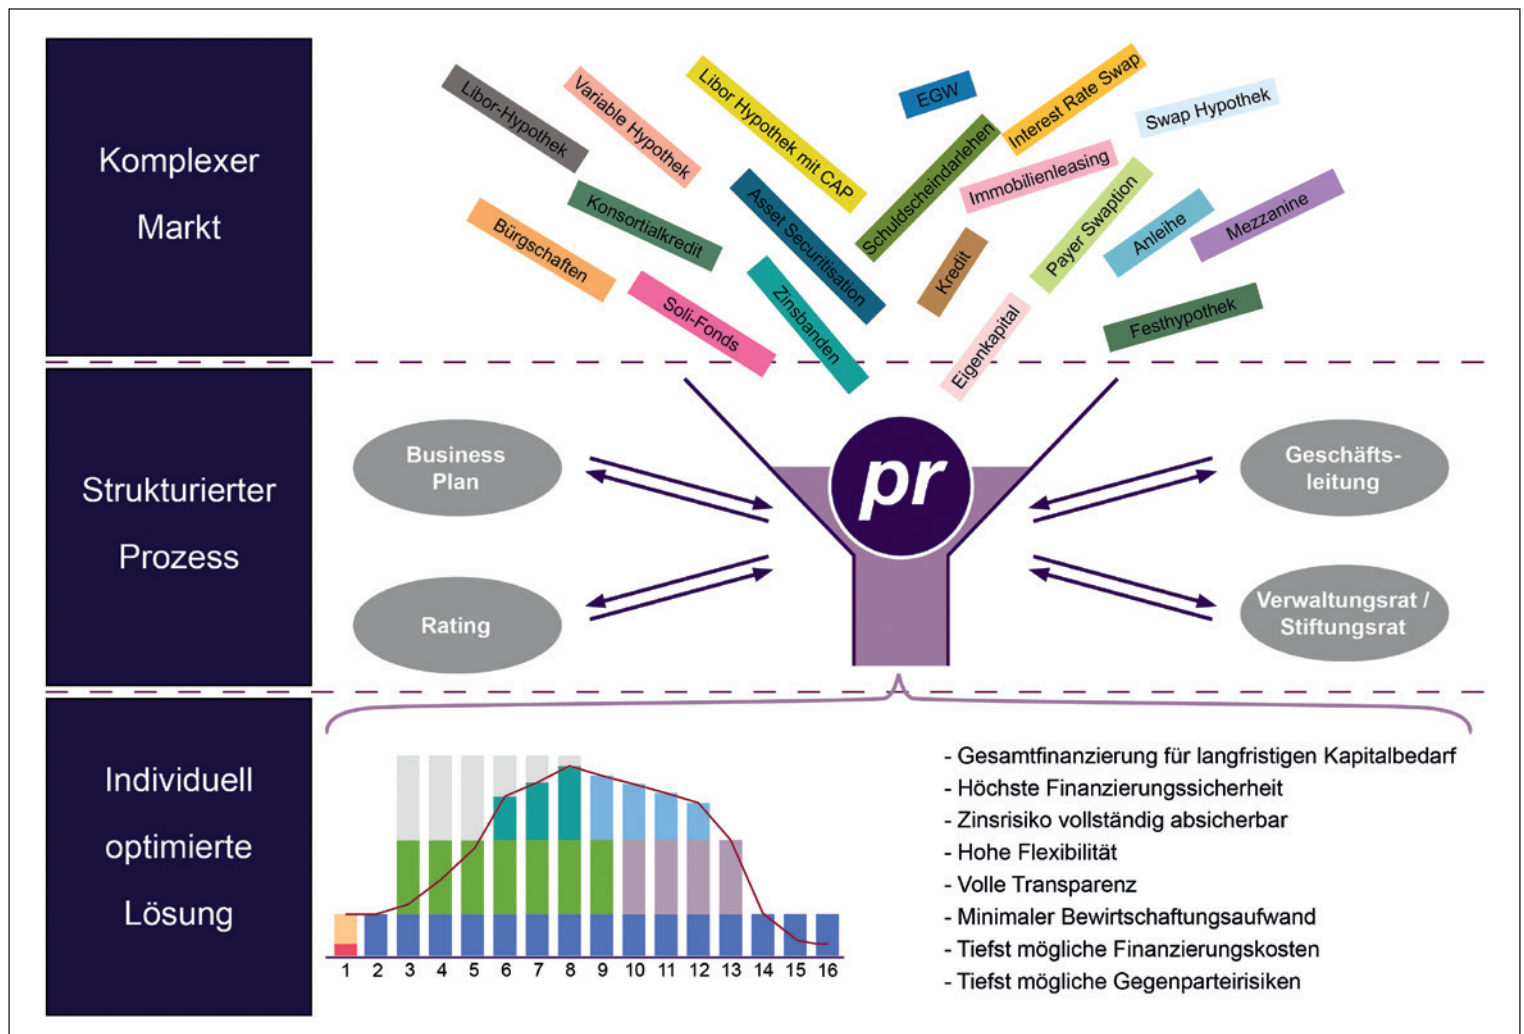 Komplexer
Markt
Libor-Hypothek
Variable Hypothek
Libor Hypothek mit CAP
EGW
Interest Rate Swap
Swap Hypothek
Schuldscheindarlehen
Immobilienleasing
Asset Securitisation
Konsortialkredit
Bürgschaften
Payer Swaption
Anleihe
Mezzanine
Kredit
Soli-Fonds
Zinsbanden
Eigenkapital
Festhypothek
Strukturierter
Prozess
Business
Plan
Rating
pr
Geschäfts-
leitung
Verwaltungsrat /
Stiftungsrat
Individuell
optimierte
Lösung
1 2 3 4 5 6 7 8 9 10 11 12 13 14 15 16
- Gesamtfinanzierung für langfristigen Kapitalbedarf
- Höchste Finanzierungssicherheit
- Zinsrisiko vollständig absicherbar
- Hohe Flexibilität
- Volle Transparenz
- Minimaler Bewirtschaftungsaufwand
- Tiefst mögliche Finanzierungskosten
- Tiefst mögliche Gegenparteirisiken